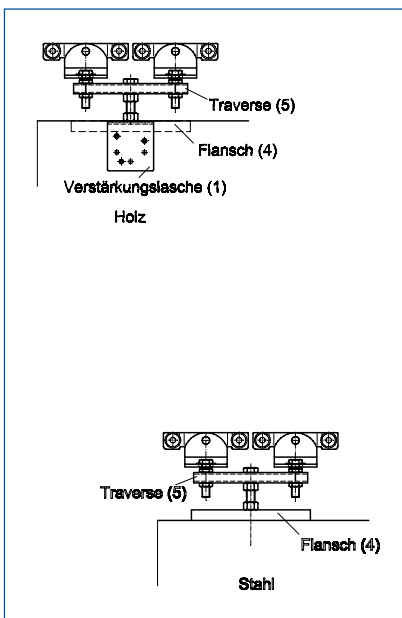 Traverse (5)
Flansch (4)
Verstärkungslasche (1)
Holz
Traverse (5)
Flansch (4)
Stahl